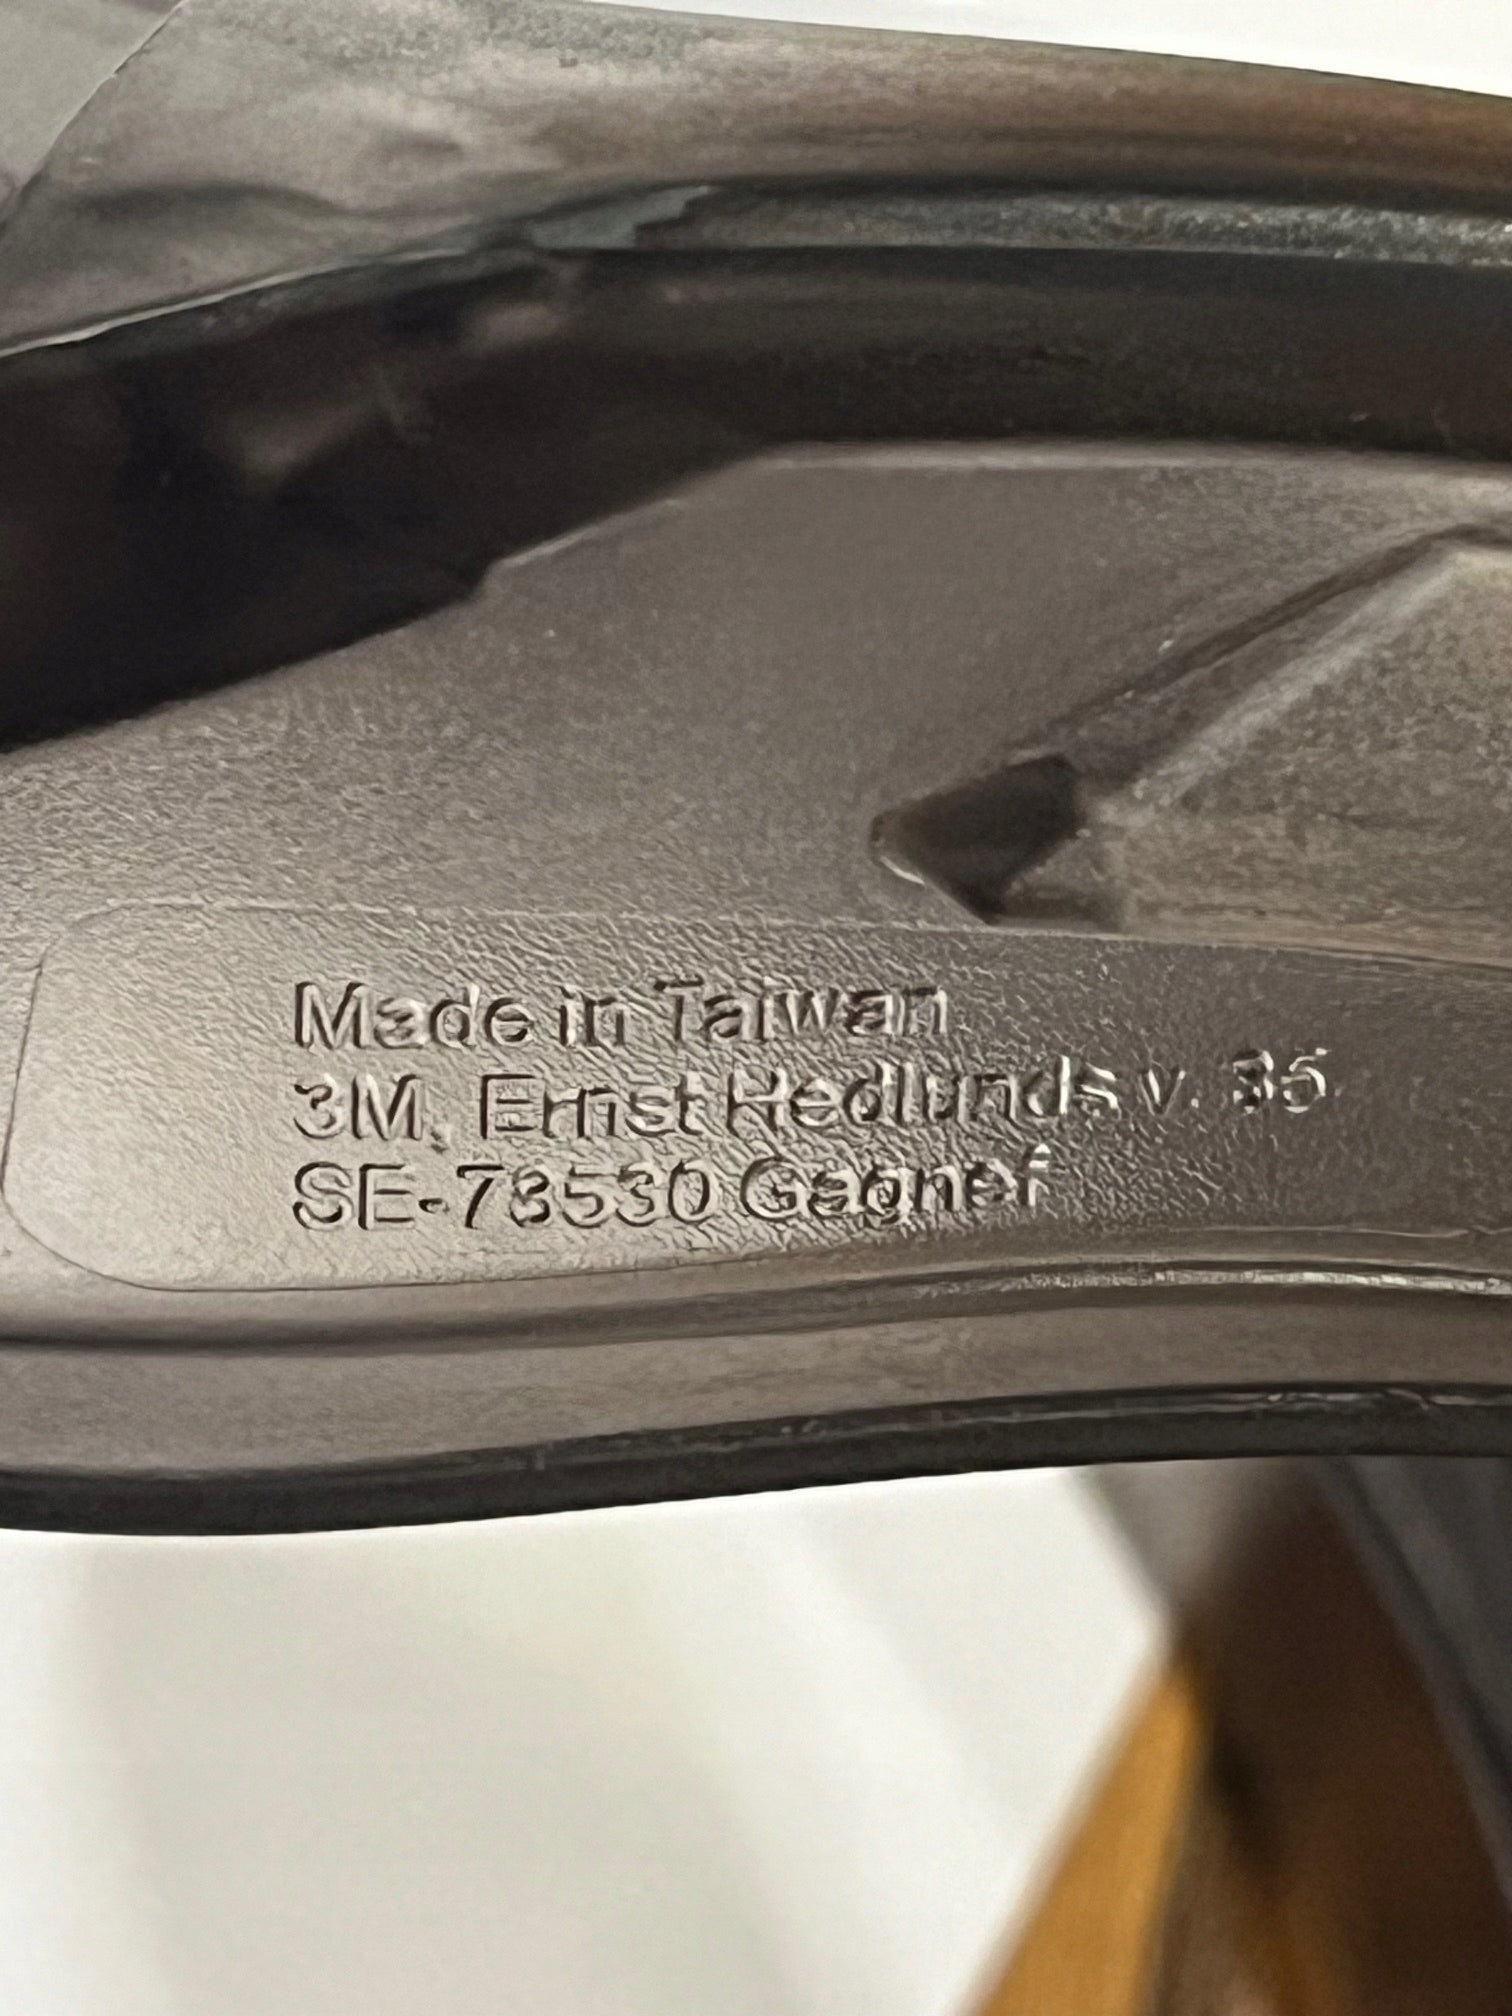 Made in Taiwan
3M, Ernst Hedlunds v. 35
SE-78530 Gagnef